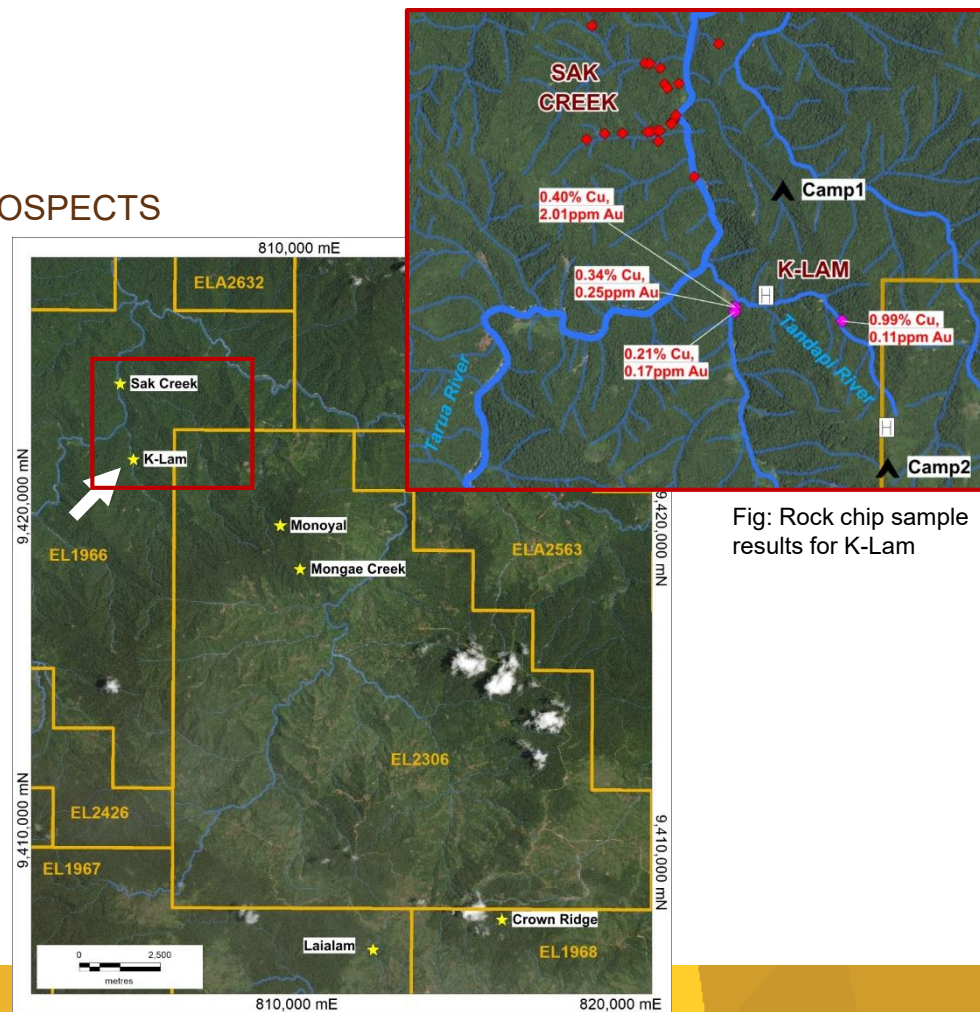 OSPECTS
SAK
CREEK
Camp1
0.40% Cu,
2.01ppm Au
K-LAM
0.34% Cu,
0.25ppm Au
H
0.99% Cu,
0.11ppm Au
0.21% Cu,
0.17ppm Au
Tandapi River
Tarua River
H
Camp2
Fig: Rock chip sample
results for K-Lam
810,000 mE
ELA2632
Sak Creek
K-Lam
9,420,000 mN
9,420,000 mN
Monoyal
EL1966
ELA2563
Mongae Creek
EL2306
EL2426
9,410,000 mN
9,410,000 mN
EL1967
Crown Ridge
Laialam
EL1968
0 2,500
metres
810,000 mE
820,000 mE